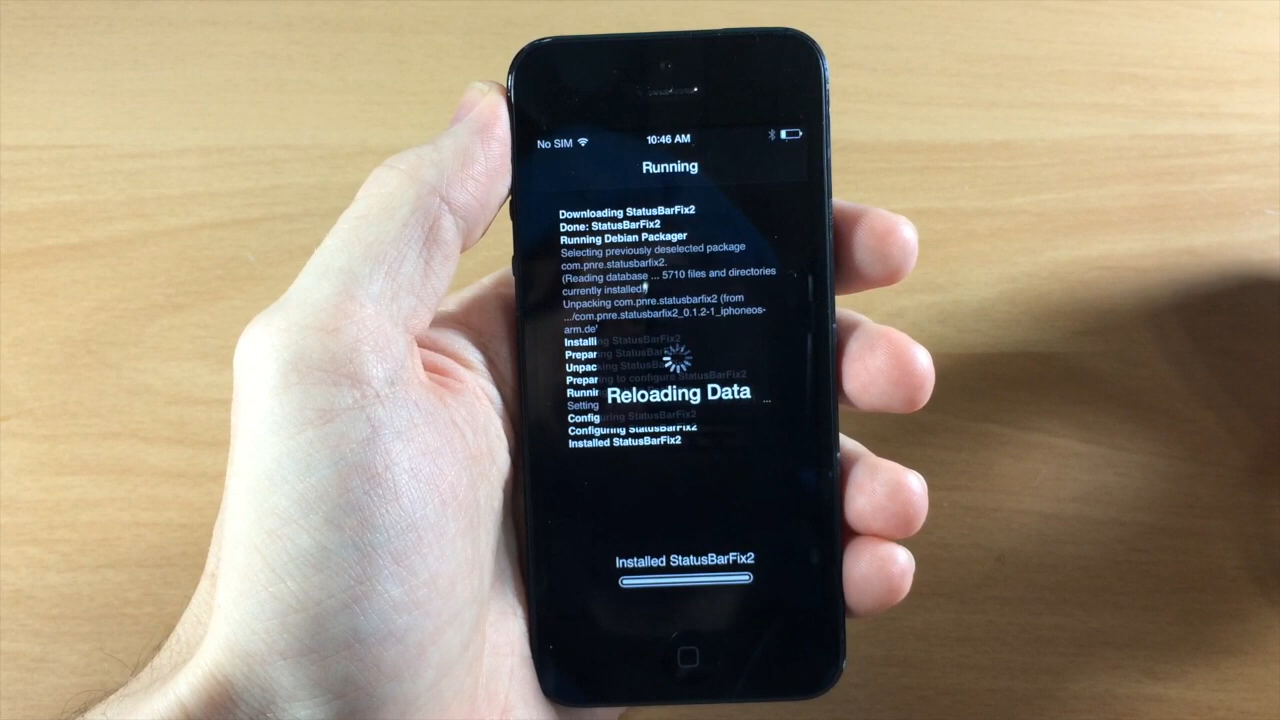 No SIM 10:46 AM
Running
Downloading StatusBarFix2
Done: StatusBarFix2
Running Debian Packager
Selecting previously deselected package
com.pnre.statusbarfix2.
(Reading database ... 5710 files and directories
currently installed.)
Unpacking com.pnre.statusbarfix2 (from
.../com.pnre.statusbarfix2_0.1.2-1_iphoneos-
arm.de'
Installing StatusBarFix2
Preparing StatusBarFix2
Unpacking StatusBarFix2
Preparing to configure StatusBarFix2
Runnin
Setting ...
Reloading Data
Configuring StatusBarFix2
Configuring StatusBarFix2
Installed StatusBarFix2
Installed StatusBarFix2